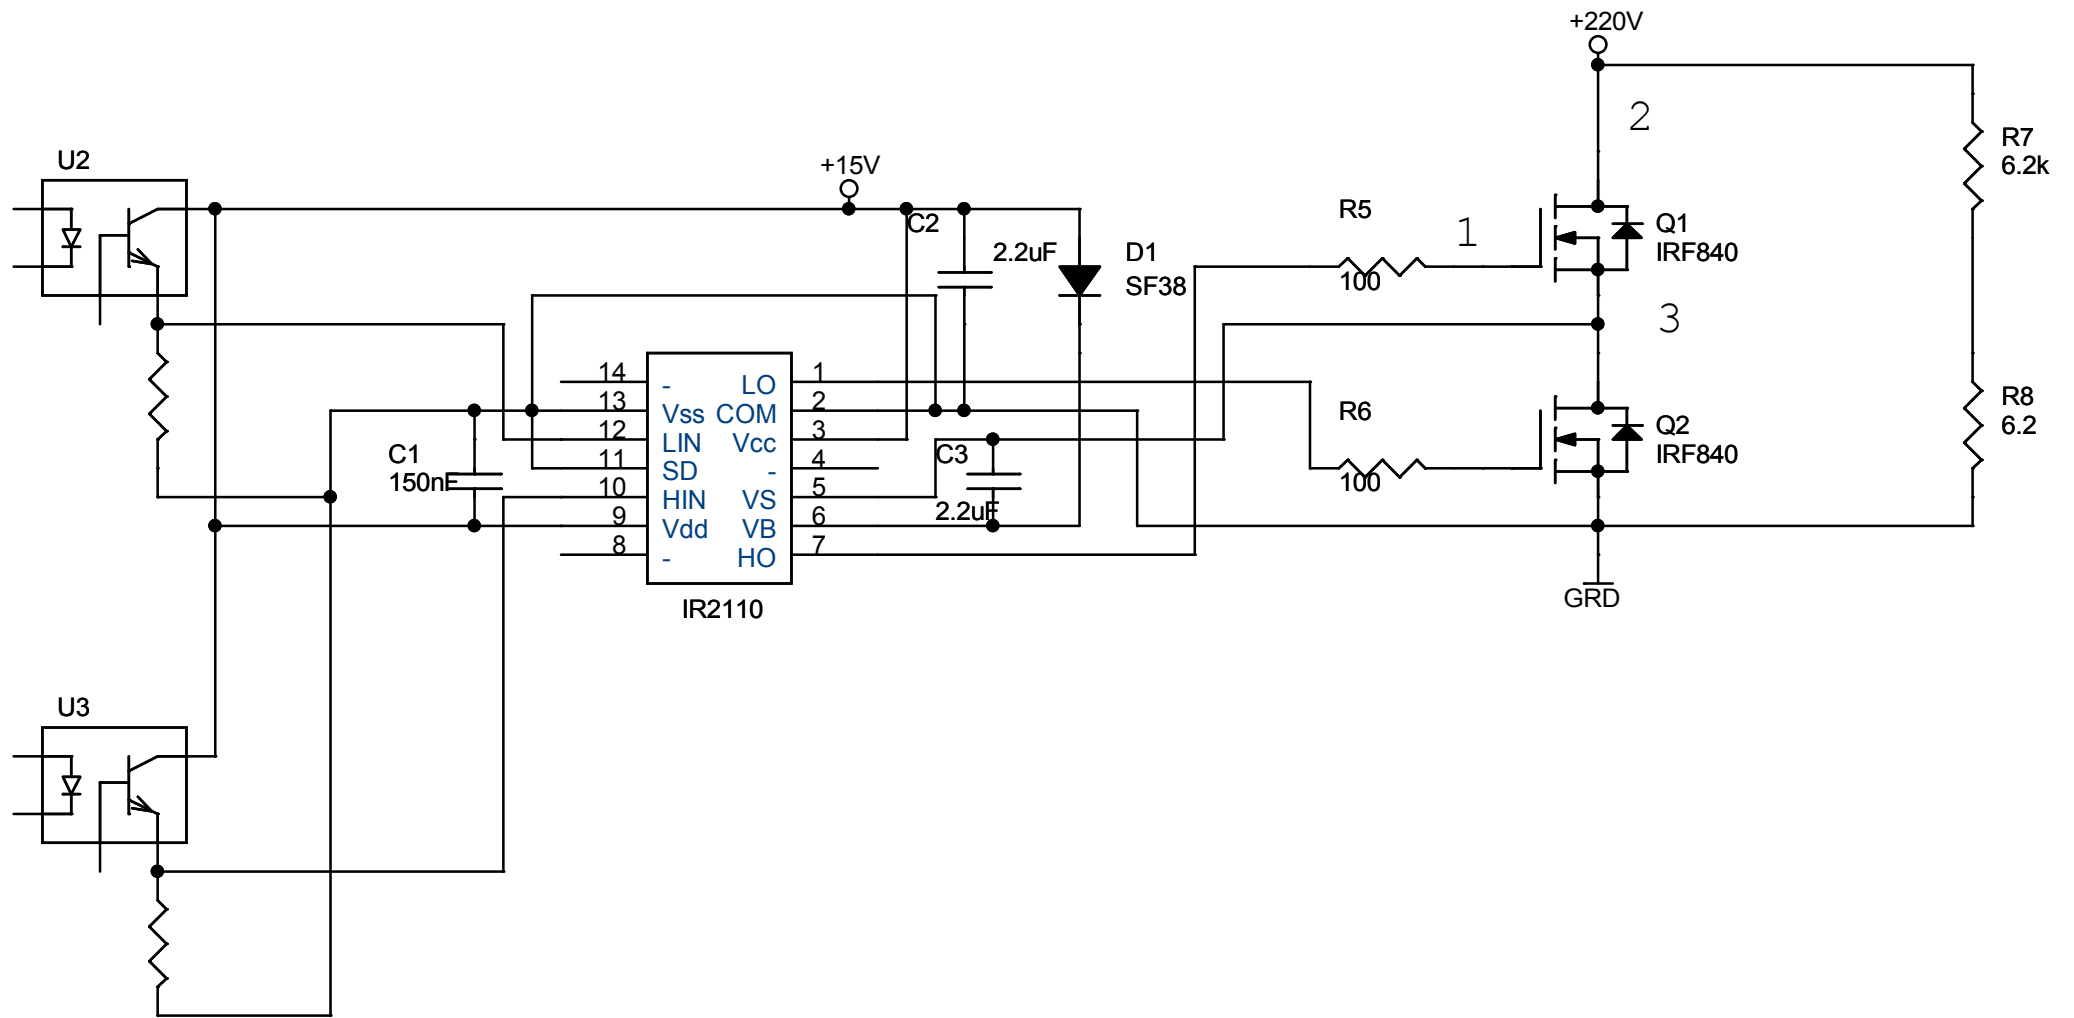 +220V
2
R7
6.2k
U2
+15V
C2
2.2uF
D1
SF38
R5
100
1
Q1
IRF840
3
14 - LO 1
13 Vss COM 2
12 LIN Vcc 3
11 SD - 4
10 HIN VS 5
9 Vdd VB 6
8 - HO 7
IR2110
C1
150nF
C3
2.2uF
R6
100
Q2
IRF840
R8
6.2
GRD
U3